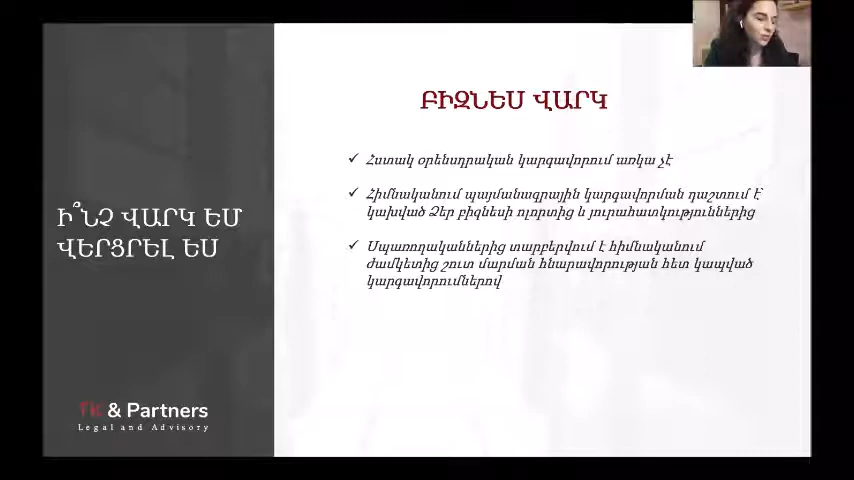 Ի՞ՆՉ ՎԱՐԿ ԵՄ
ՎԵՐՑՐԵԼ ԵՍ
ԲԻԶՆԵՍ ՎԱՐԿ
✓ Հստակ օրենսդրական կարգավորում առկա չէ
✓ Հիմնականում պայմանագրային կարգավորման դաշտում է՝
կախված Ձեր բիզնեսի ոլորտից և յուրահատկություններից
✓ Սպառողականներից տարբերվում է հիմնականում
ժամկետից շուտ մարման հնարավորության հետ կապված
կարգավորումներով
& Partners
Legal and Advisory